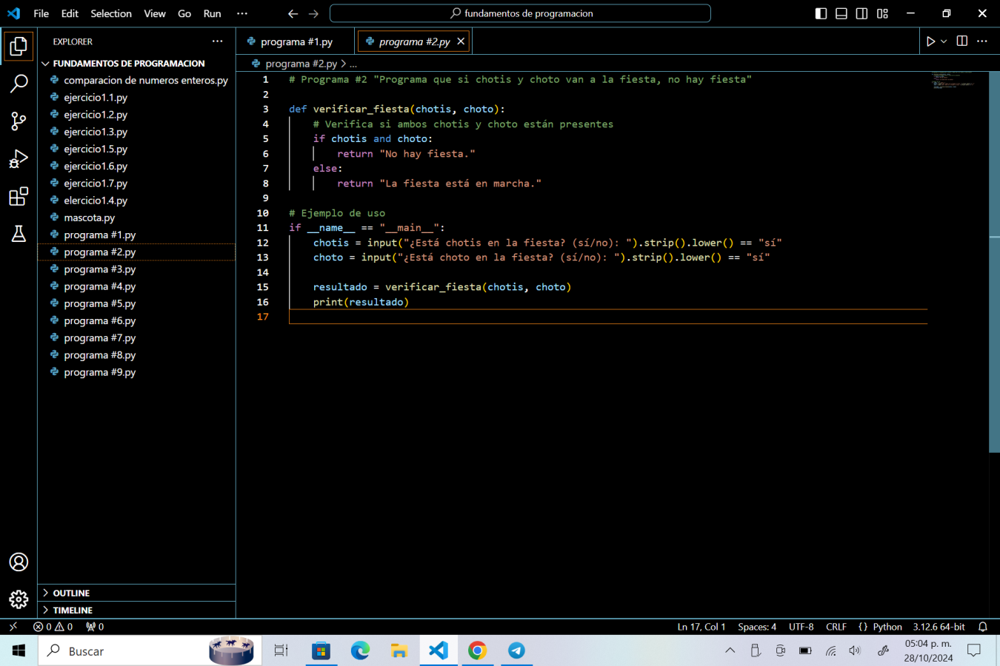 File Edit Selection View Go Run ···
fundamentos de programacion
EXPLORER ···
FUNDAMENTOS DE PROGRAMACION
comparacion de numeros enteros.py
ejercicio1.1.py
ejercicio1.2.py
ejercicio1.3.py
ejercicio1.5.py
ejercicio1.6.py
ejercicio1.7.py
elercicio1.4.py
mascota.py
programa #1.py
programa #2.py
programa #3.py
programa #4.py
programa #5.py
programa #6.py
programa #7.py
programa #8.py
programa #9.py
OUTLINE
TIMELINE
programa #1.py programa #2.py
programa #2.py > ...
1 # Programa #2 "Programa que si chotis y choto van a la fiesta, no hay fiesta"
2
3 def verificar_fiesta(chotis, choto):
4     # Verifica si ambos chotis y choto están presentes
5     if chotis and choto:
6         return "No hay fiesta."
7     else:
8         return "La fiesta está en marcha."
9
10 # Ejemplo de uso
11 if __name__ == "__main__":
12     chotis = input("¿Está chotis en la fiesta? (sí/no): ").strip().lower() == "sí"
13     choto = input("¿Está choto en la fiesta? (sí/no): ").strip().lower() == "sí"
14
15     resultado = verificar_fiesta(chotis, choto)
16     print(resultado)
17
0 0 0 Ln 17, Col 1 Spaces: 4 UTF-8 CRLF {} Python 3.12.6 64-bit
Buscar
05:04 p. m.
28/10/2024